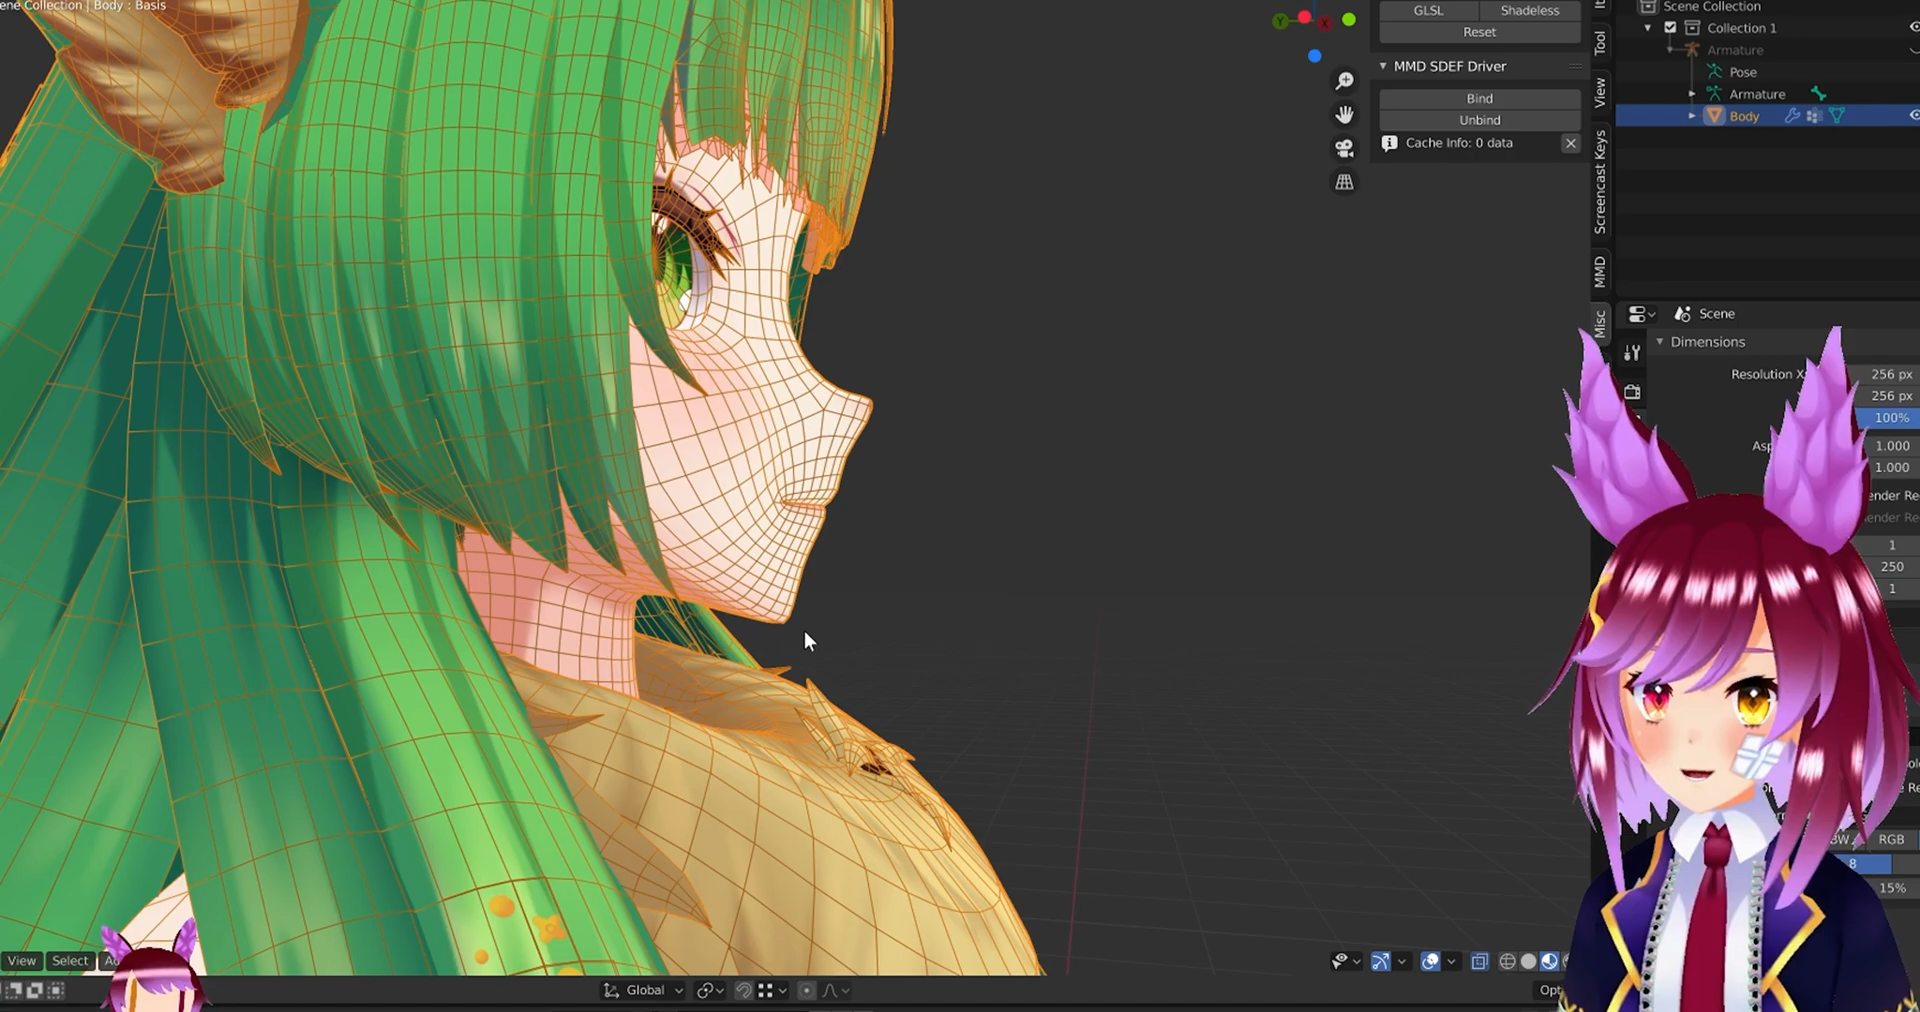 ene Collection | Body : Basis
GLSL
Shadeless
Reset
MMD SDEF Driver
Bind
Unbind
Cache Info: 0 data
Tool
View
Screencast Keys
MMD
Misc
Y
X
Scene Collection
Collection 1
Armature
Pose
Armature
Body
Scene
Dimensions
Resolution X
256 px
256 px
100%
Asp
1.000
1.000
ender Re
ender Re
1
250
1
BW
RGB
8
15%
View
Select
Ad
Global
Opt